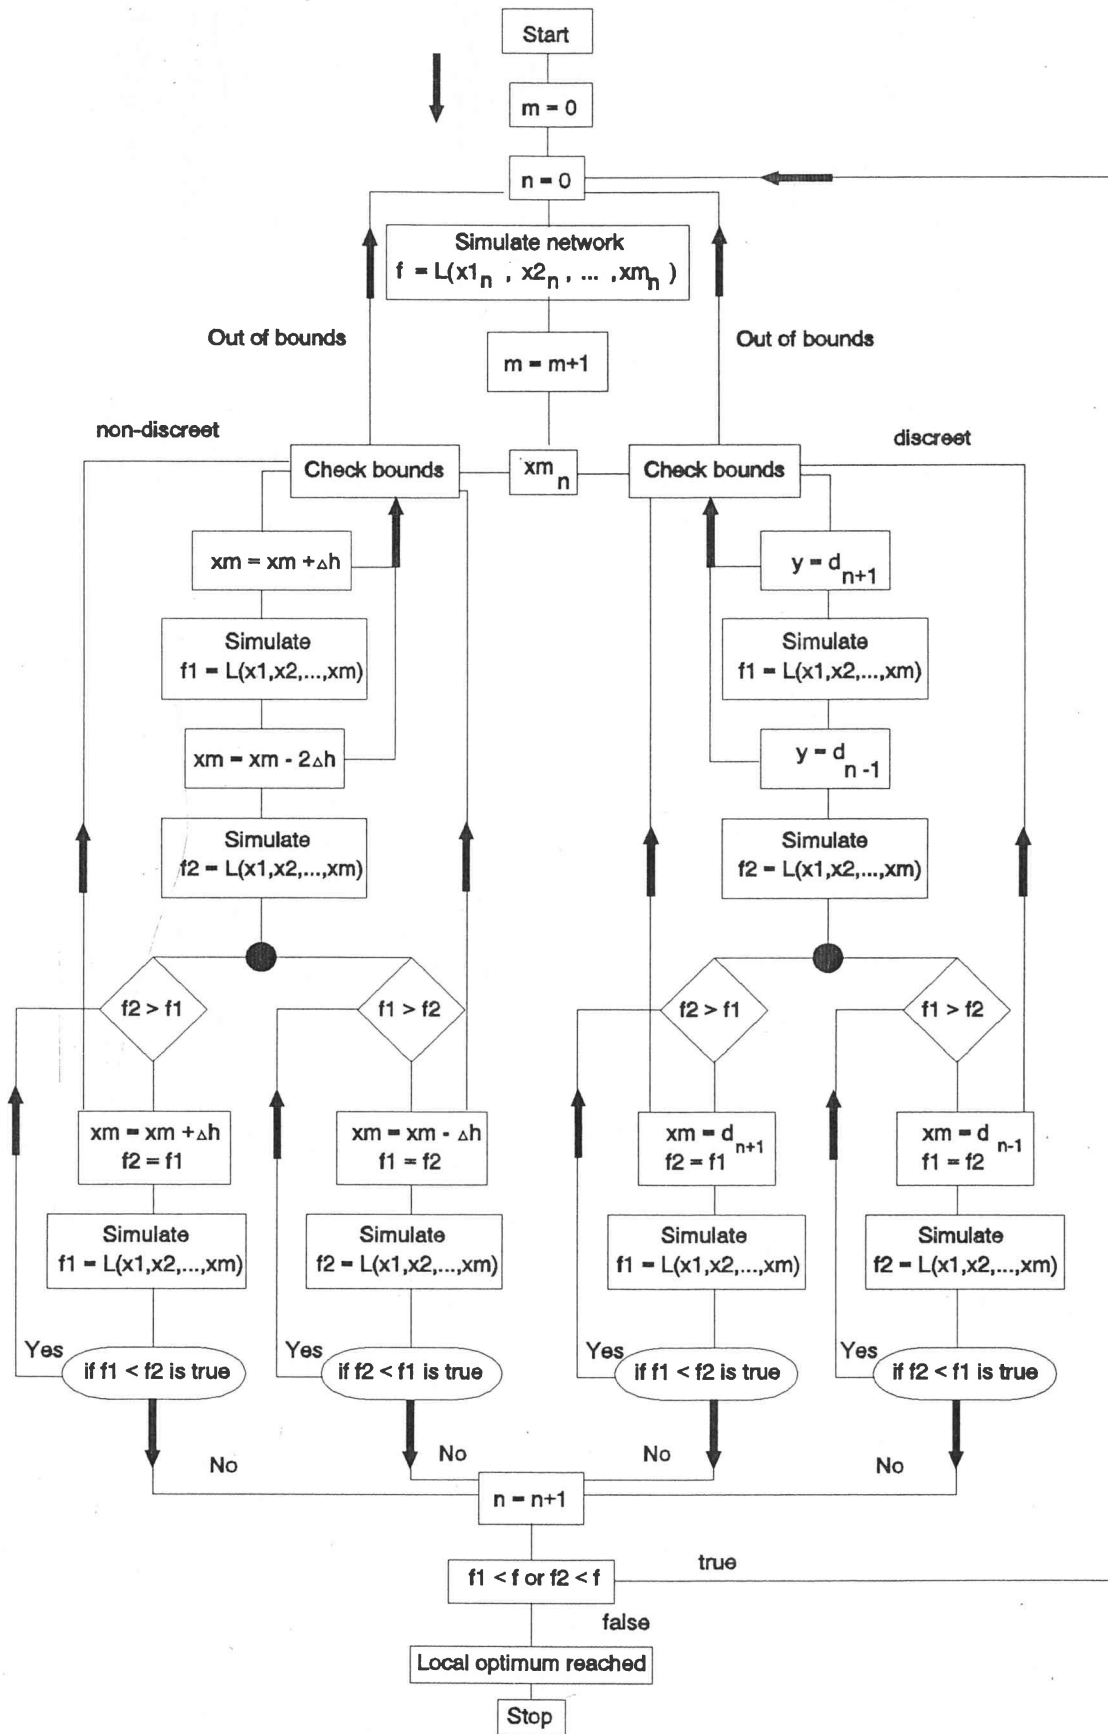 Start
m = 0
n = 0
Simulate network
f = L(x1n , x2n , ... ,xmn )
Out of bounds
Out of bounds
m = m+1
non-discreet
discreet
Check bounds
xmn
Check bounds
xm = xm +△h
y = dn+1
Simulate
f1 = L(x1,x2,...,xm)
Simulate
f1 = L(x1,x2,...,xm)
xm = xm - 2△h
y = dn -1
Simulate
f2 = L(x1,x2,...,xm)
Simulate
f2 = L(x1,x2,...,xm)
f2 > f1
f1 > f2
f2 > f1
f1 > f2
xm = xm +△h
f2 = f1
xm = xm - △h
f1 = f2
xm = dn+1
f2 = f1
xm = d n-1
f1 = f2
Simulate
f1 = L(x1,x2,...,xm)
Simulate
f2 = L(x1,x2,...,xm)
Simulate
f1 = L(x1,x2,...,xm)
Simulate
f2 = L(x1,x2,...,xm)
Yes
if f1 < f2 is true
Yes
if f2 < f1 is true
Yes
if f1 < f2 is true
Yes
if f2 < f1 is true
No
No
No
No
n = n+1
f1 < f or f2 < f
true
false
Local optimum reached
Stop